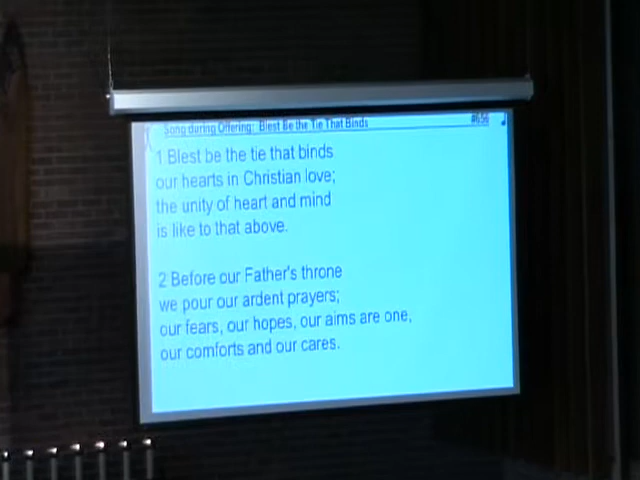 Song during Offering: Blest Be the Tie That Binds #656
1 Blest be the tie that binds
our hearts in Christian love;
the unity of heart and mind
is like to that above.
2 Before our Father's throne
we pour our ardent prayers;
our fears, our hopes, our aims are one,
our comforts and our cares.